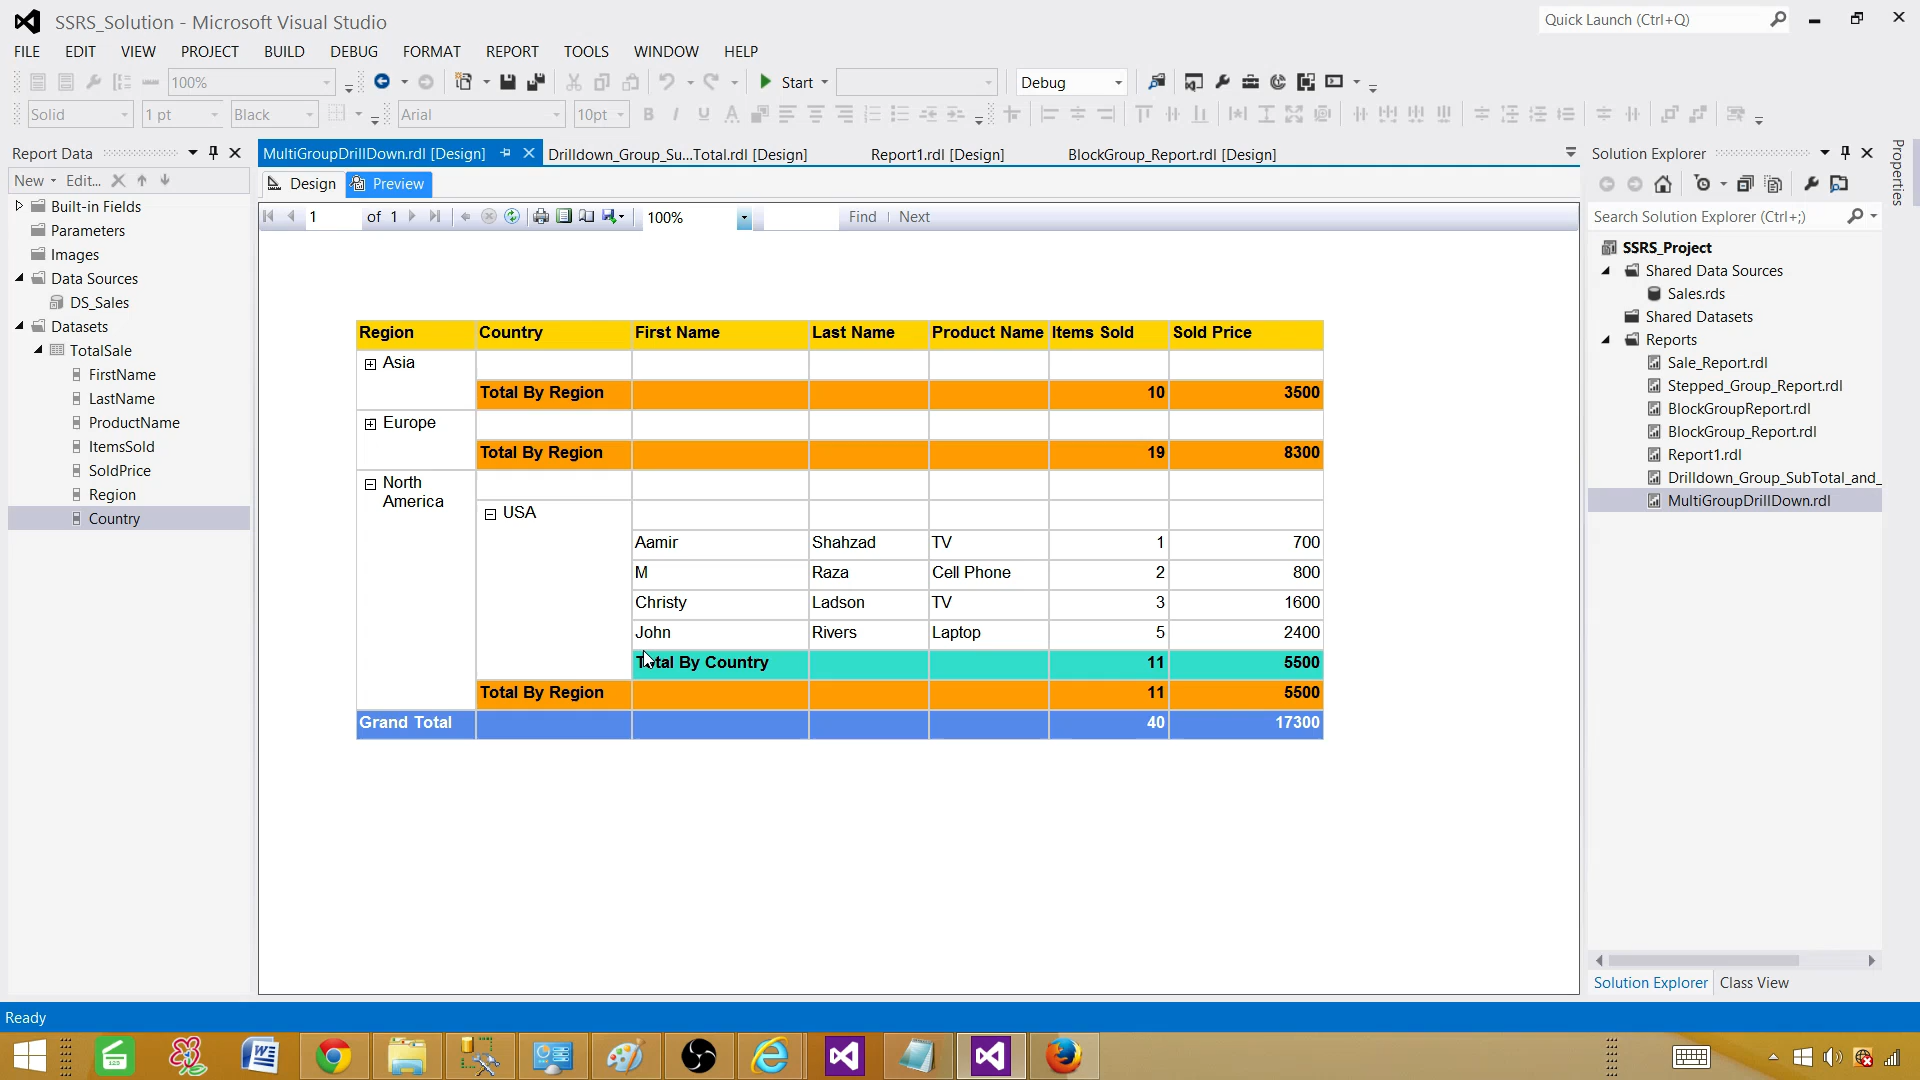 SSRS_Solution - Microsoft Visual Studio
Quick Launch (Ctrl+Q)
FILE EDIT VIEW PROJECT BUILD DEBUG FORMAT REPORT TOOLS WINDOW HELP
100% Start Debug
Solid 1 pt Black Arial 10pt
Report Data
MultiGroupDrillDown.rdl [Design] Drilldown_Group_Su...Total.rdl [Design] Report1.rdl [Design] BlockGroup_Report.rdl [Design]
Solution Explorer
Properties
New Edit...
Design Preview
1 of 1 100% Find Next
Search Solution Explorer (Ctrl+;)
Built-in Fields
Parameters
Images
Data Sources
DS_Sales
Datasets
TotalSale
FirstName
LastName
ProductName
ItemsSold
SoldPrice
Region
Country
Region Country First Name Last Name Product Name Items Sold Sold Price
Asia
Total By Region 10 3500
Europe
Total By Region 19 8300
North
America
USA
Aamir Shahzad TV 1 700
M Raza Cell Phone 2 800
Christy Ladson TV 3 1600
John Rivers Laptop 5 2400
Total By Country 11 5500
Total By Region 11 5500
Grand Total 40 17300
SSRS_Project
Shared Data Sources
Sales.rds
Shared Datasets
Reports
Sale_Report.rdl
Stepped_Group_Report.rdl
BlockGroupReport.rdl
BlockGroup_Report.rdl
Report1.rdl
Drilldown_Group_SubTotal_and_
MultiGroupDrillDown.rdl
Solution Explorer Class View
Ready